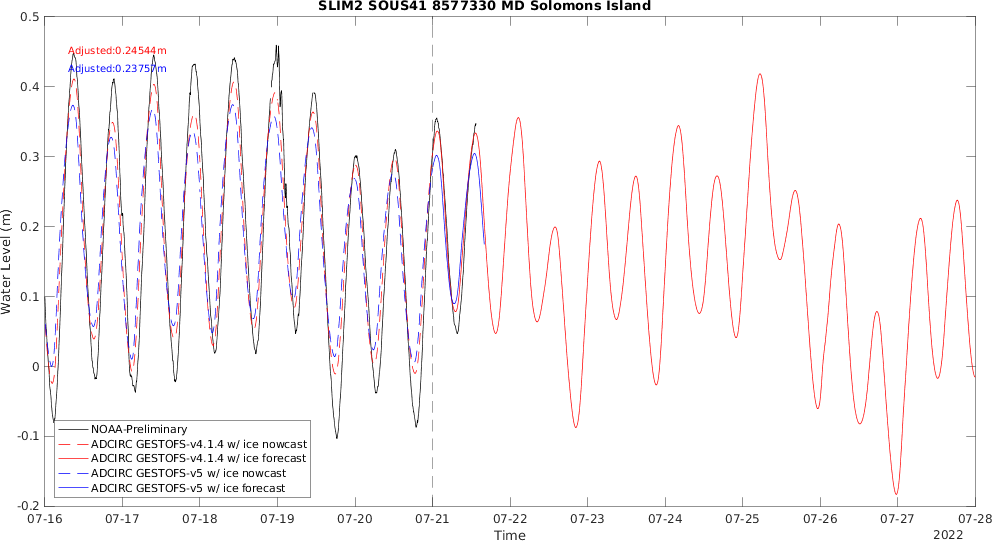 SLIM2 SOUS41 8577330 MD Solomons Island
0.5
Adjusted:0.24544m
Adjusted:0.23757m
0.4
0.3
0.2
0.1
0
-0.1
-0.2
Water Level (m)
NOAA-Preliminary
ADCIRC GESTOFS-v4.1.4 w/ ice nowcast
ADCIRC GESTOFS-v4.1.4 w/ ice forecast
ADCIRC GESTOFS-v5 w/ ice nowcast
ADCIRC GESTOFS-v5 w/ ice forecast
07-16 07-17 07-18 07-19 07-20 07-21 07-22 07-23 07-24 07-25 07-26 07-27 07-28
Time
2022